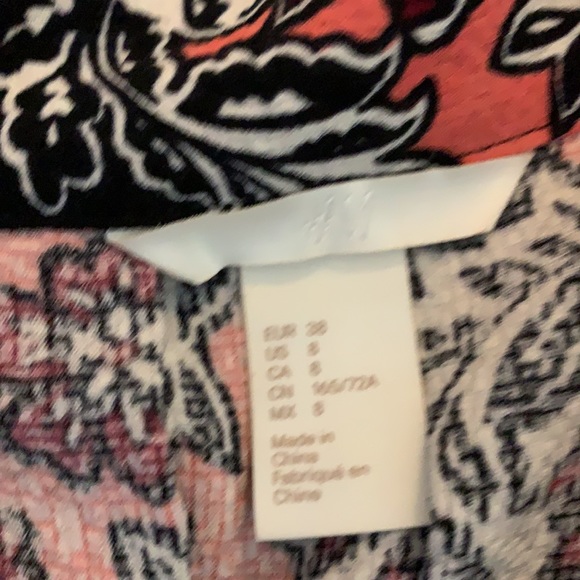 H&M
EUR 38
US 8
CA 8
CN 165/72A
MX 8
Made in
China
Fabriqué en
Chine